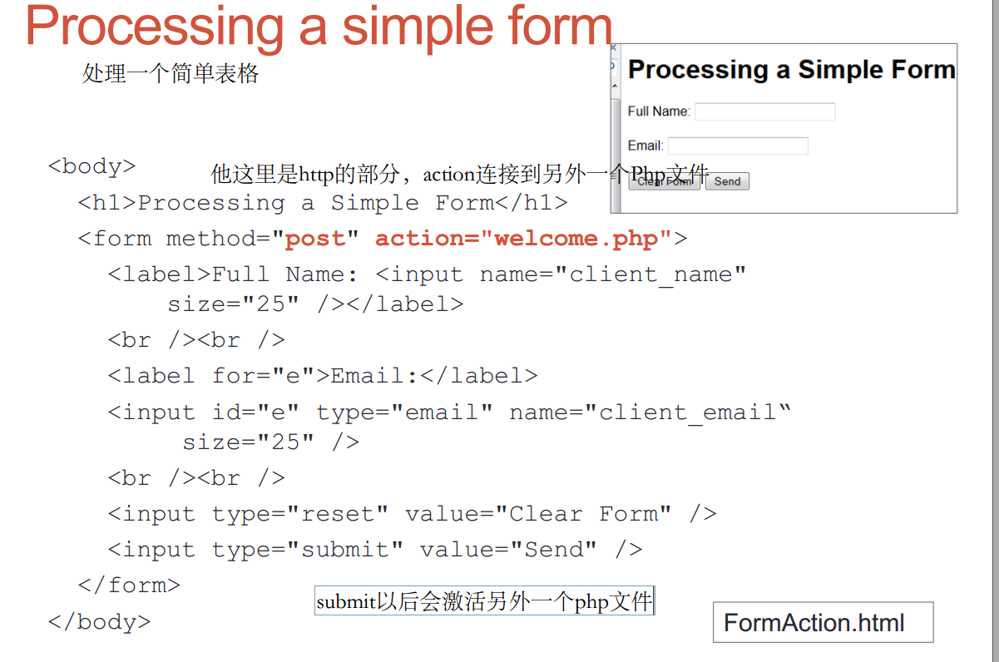 Processing a simple form
处理一个简单表格
Processing a Simple Form
Full Name:
Email:
Clear Form Send
<body>
他这里是http的部分，action连接到另外一个Php文件
<h1>Processing a Simple Form</h1>
<form method="post" action="welcome.php">
<label>Full Name: <input name="client_name"
size="25" /></label>
<br /><br />
<label for="e">Email:</label>
<input id="e" type="email" name="client_email“
size="25" />
<br /><br />
<input type="reset" value="Clear Form" />
<input type="submit" value="Send" />
</form>
submit以后会激活另外一个php文件
</body>
FormAction.html